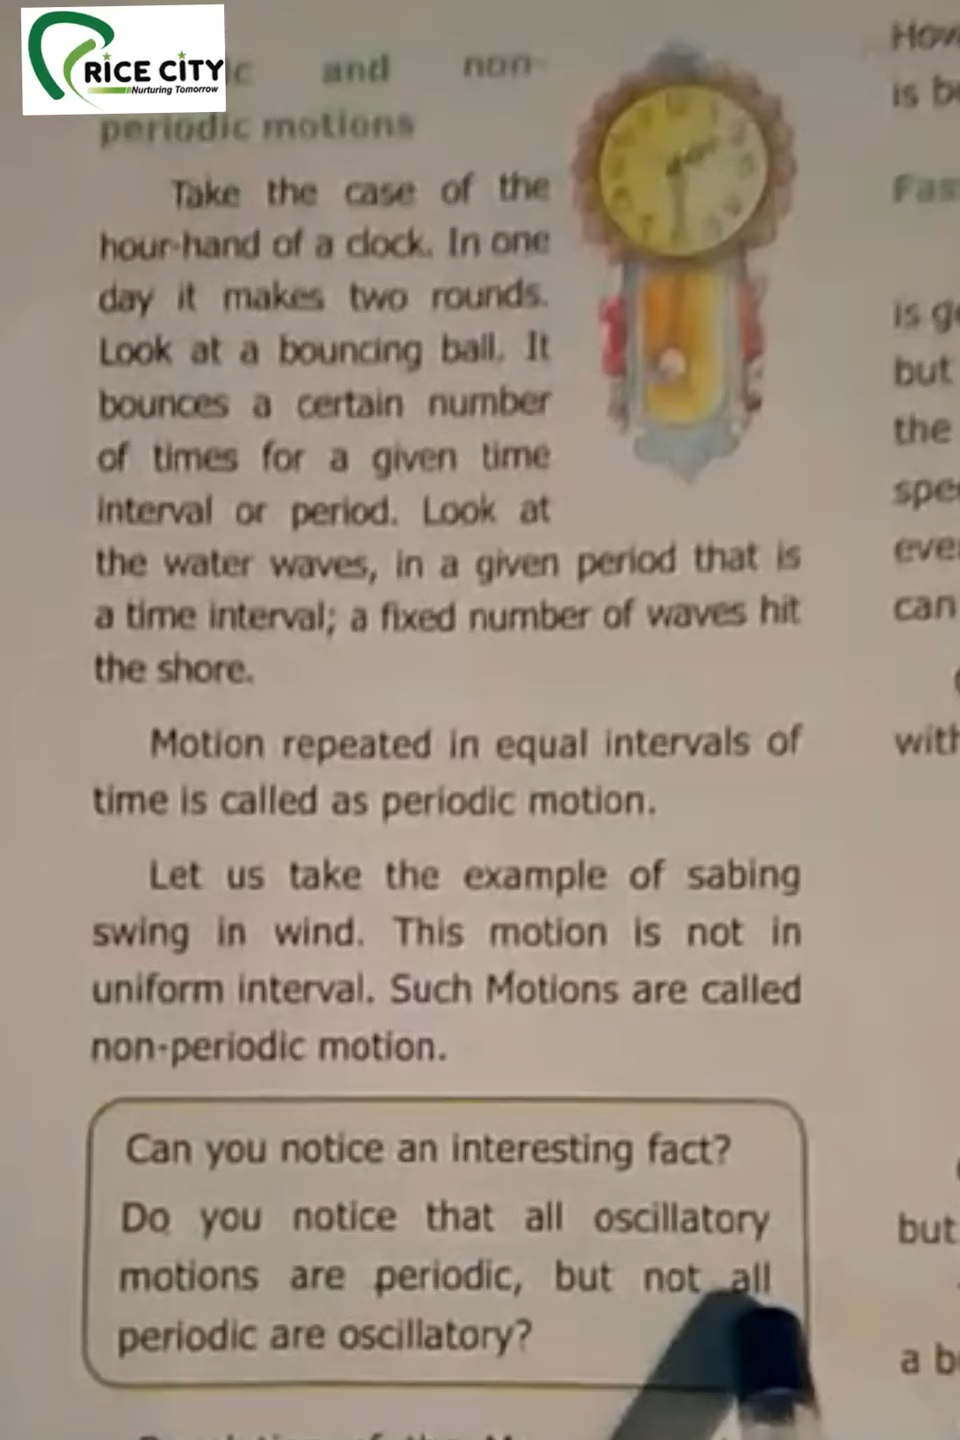 RICE CITY
Nurturing Tomorrow
and non-
periodic motions
Take the case of the
hour-hand of a clock. In one
day it makes two rounds.
Look at a bouncing ball. It
bounces a certain number
of times for a given time
interval or period. Look at
the water waves, in a given period that is
a time interval; a fixed number of waves hit
the shore.
Motion repeated in equal intervals of
time is called as periodic motion.
Let us take the example of sabing
swing in wind. This motion is not in
uniform interval. Such Motions are called
non-periodic motion.
Can you notice an interesting fact?
Do you notice that all oscillatory
motions are periodic, but not all
periodic are oscillatory?
How
is b
Fas
is g
but
the
spe
eve
can
with
but
a b